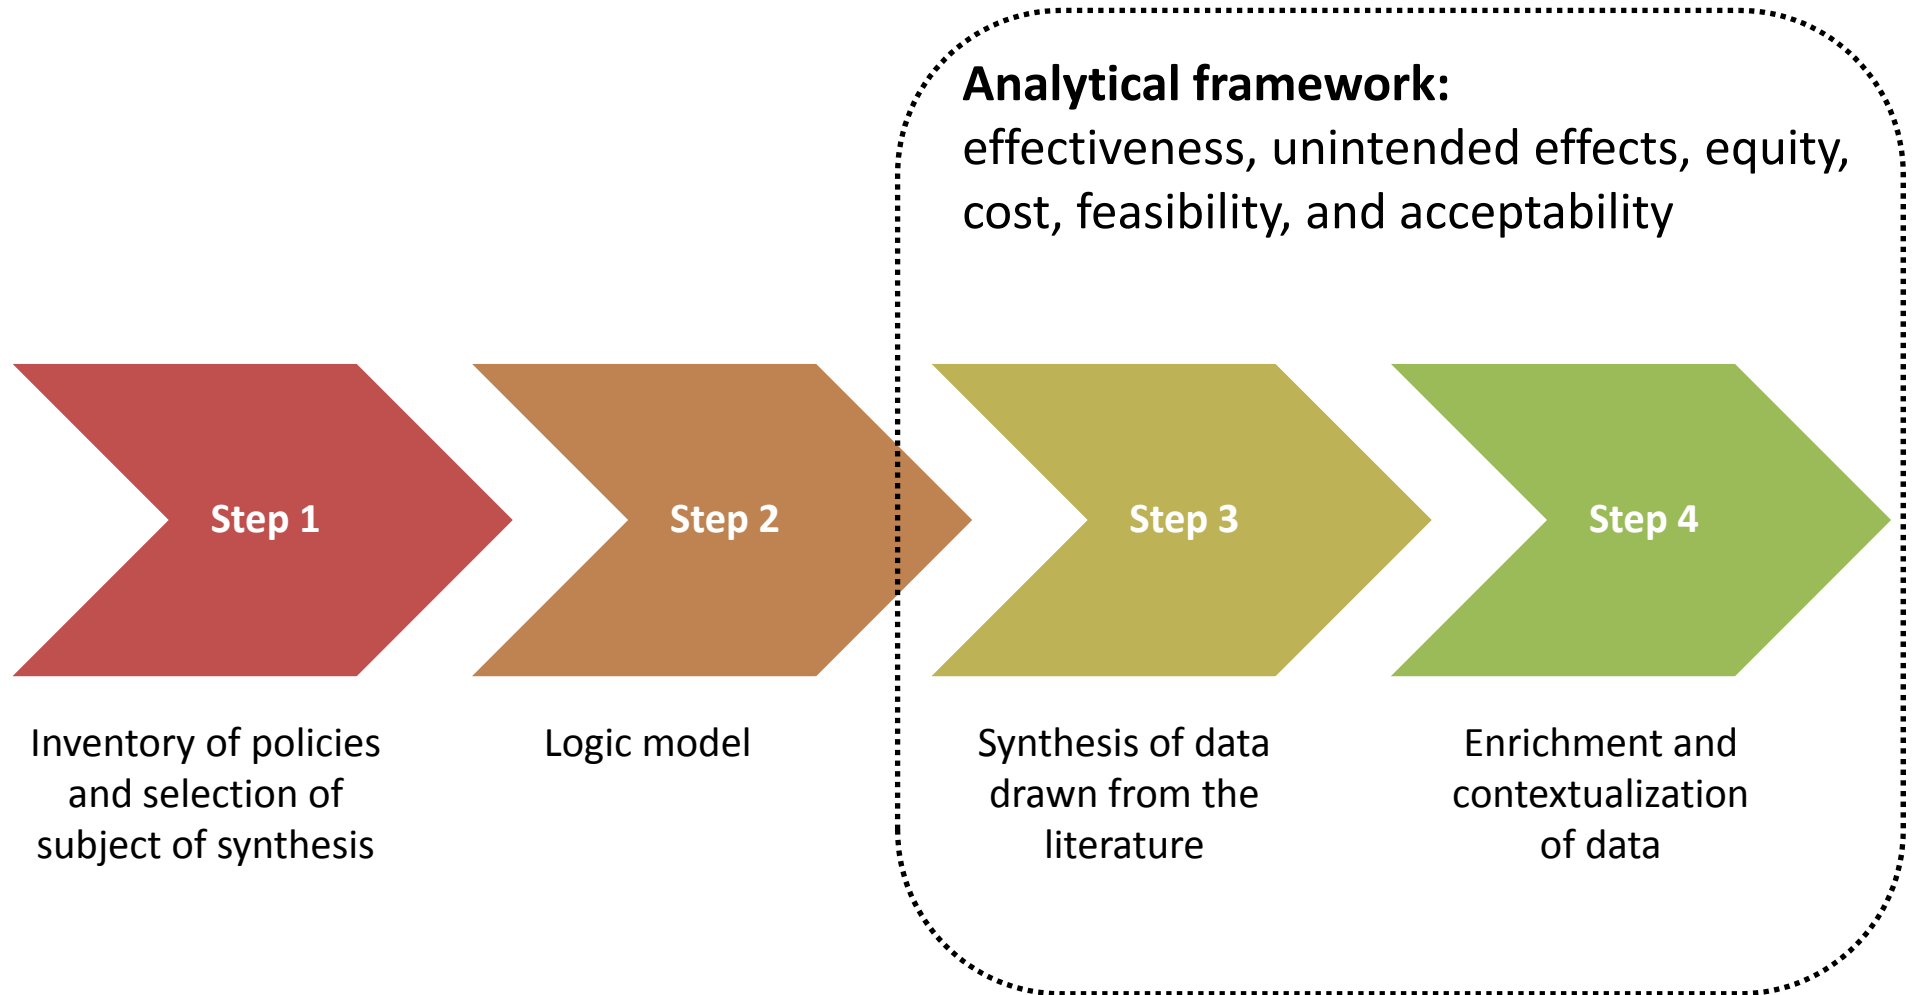 Analytical framework:
effectiveness, unintended effects, equity,
cost, feasibility, and acceptability
Step 1
Step 2
Step 3
Step 4
Inventory of policies
and selection of
subject of synthesis
Logic model
Synthesis of data
drawn from the
literature
Enrichment and
contextualization
of data